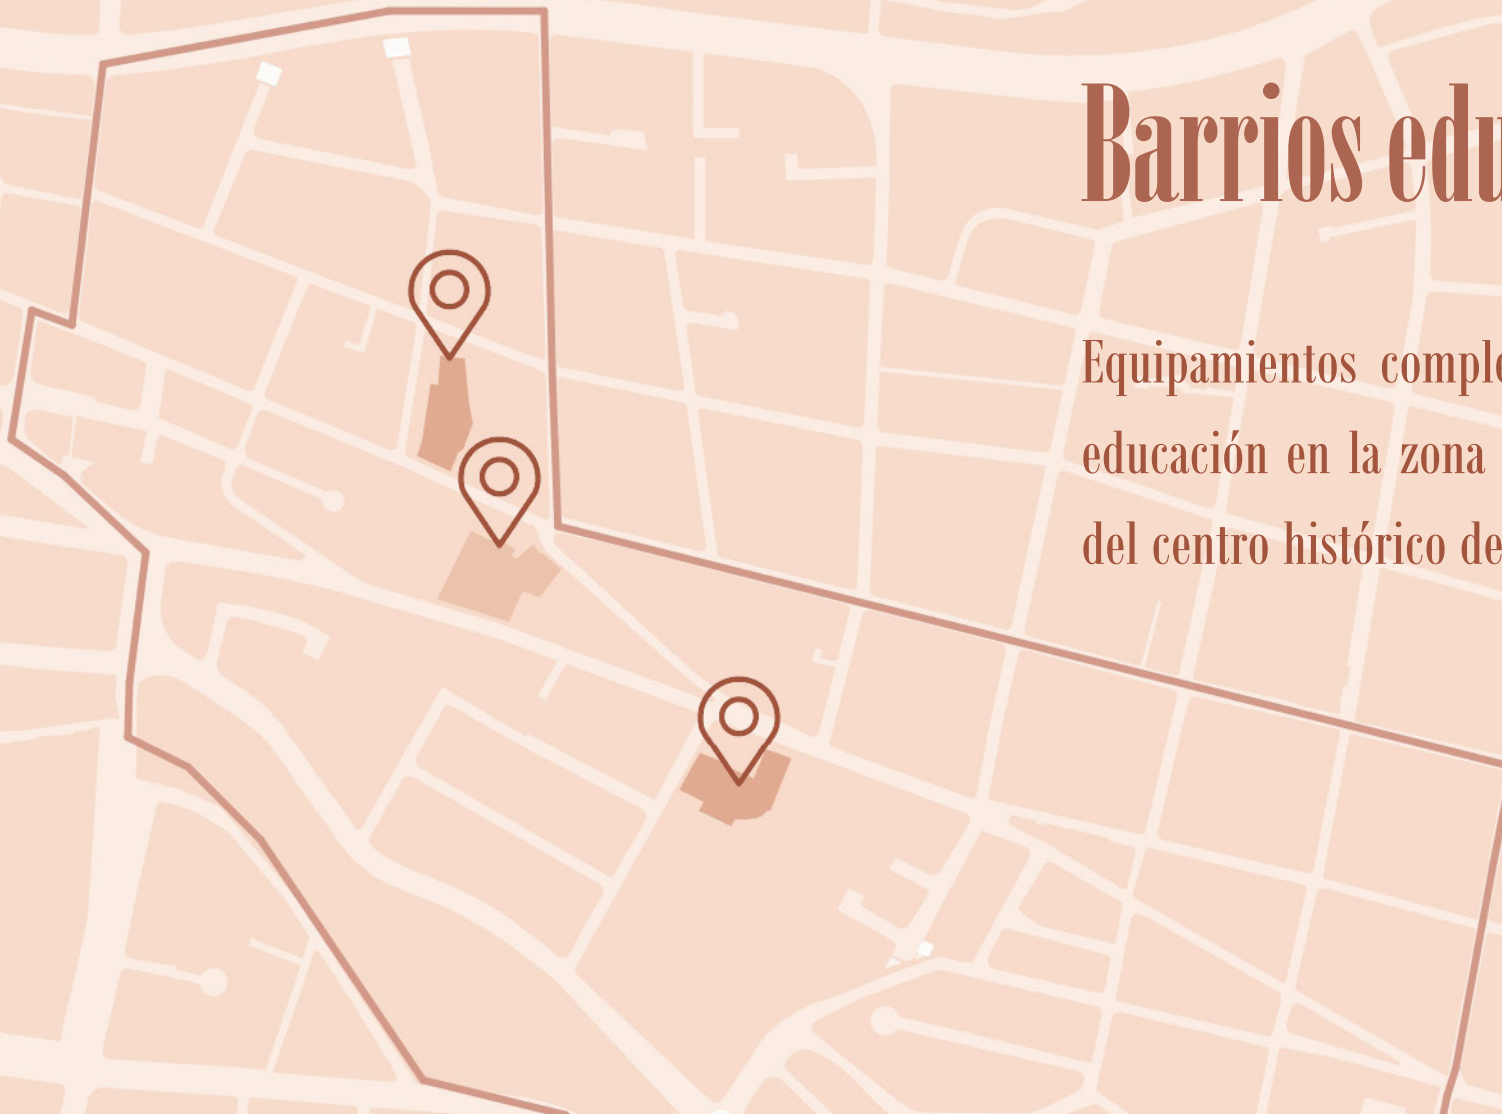 Barrios edu
Equipamientos comple
educación en la zona
del centro histórico de